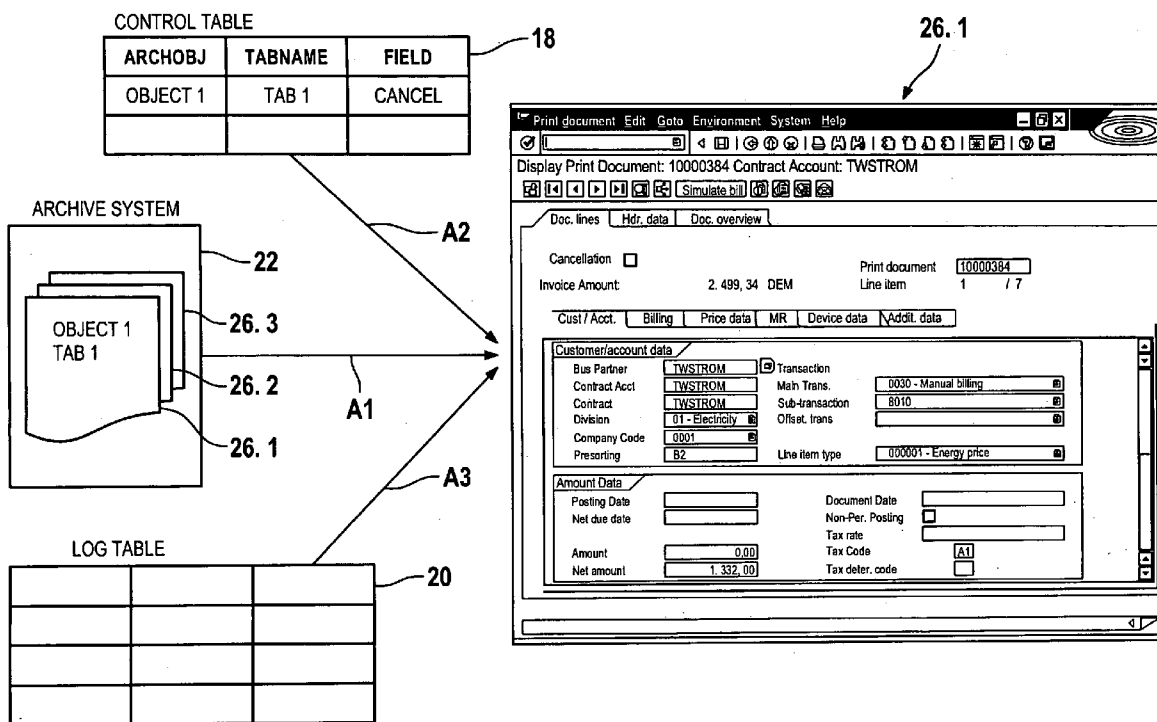 CONTROL TABLE
18
ARCHOBJ TABNAME FIELD
OBJECT 1 TAB 1 CANCEL
ARCHIVE SYSTEM
22
OBJECT 1
TAB 1
26. 3
26. 2
26. 1
A2
A1
A3
LOG TABLE
20
26. 1
Print document Edit Goto Environment System Help
Display Print Document: 10000384 Contract Account: TWSTROM
Simulate bill
Doc. lines Hdr. data Doc. overview
Cancellation
Print document 10000384
Invoice Amount: 2. 499, 34 DEM Line item 1 / 7
Cust / Acct. Billing Price data MR Device data Addit. data
Customer/account data
Bus Partner TWSTROM Transaction
Contract Acct TWSTROM Main Trans. 0030 - Manual billing
Contract TWSTROM Sub-transaction 8010
Division 01 - Electricity Offset. trans
Company Code 0001
Presorting B2 Line item type 000001 - Energy price
Amount Data
Posting Date Document Date
Net due date Non-Per. Posting
Tax rate
Amount 0,00 Tax Code A1
Net amount 1. 332, 00 Tax deter. code